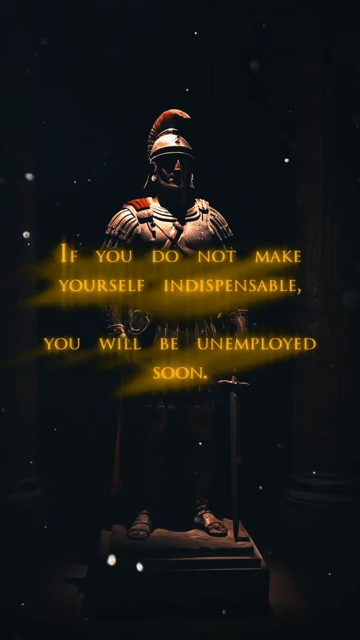 If you do not make
yourself indispensable,
you will be unemployed
soon.